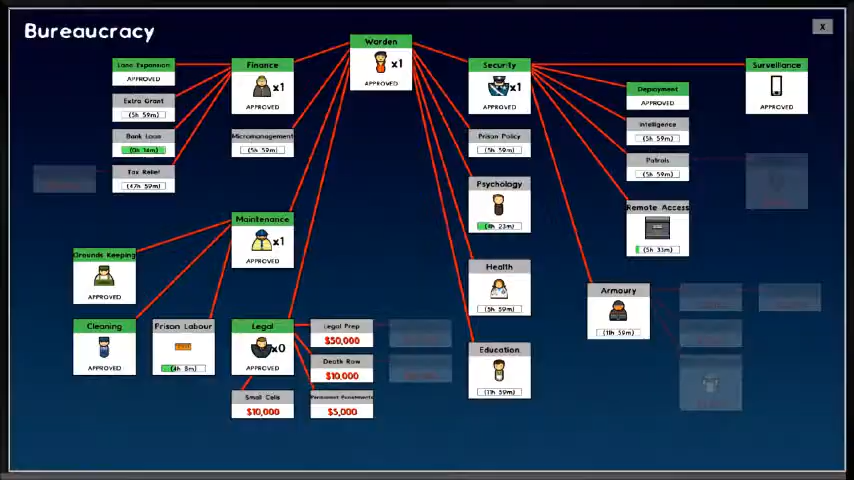 Bureaucracy
X
Warden
x1
APPROVED
Finance
x1
APPROVED
Security
x1
APPROVED
Surveillance
APPROVED
Land Expansion
APPROVED
Extra Grant
(5h 59m)
Bank Loan
(0h 14m)
Tax Relief
(47h 59m)
Micromanagement
(5h 59m)
Prison Policy
(5h 59m)
Deployment
APPROVED
Intelligence
(5h 59m)
Patrols
(5h 59m)
Psychology
Remote Access
(5h 33m)
Maintenance
x1
APPROVED
Grounds Keeping
APPROVED
Health
(5h 59m)
Armoury
(11h 59m)
Cleaning
APPROVED
Prison Labour
Legal
x0
APPROVED
Legal Prep
$50,000
Death Row
$10,000
Small Cells
$10,000
Permanent Punishments
$5,000
Education
(11h 59m)